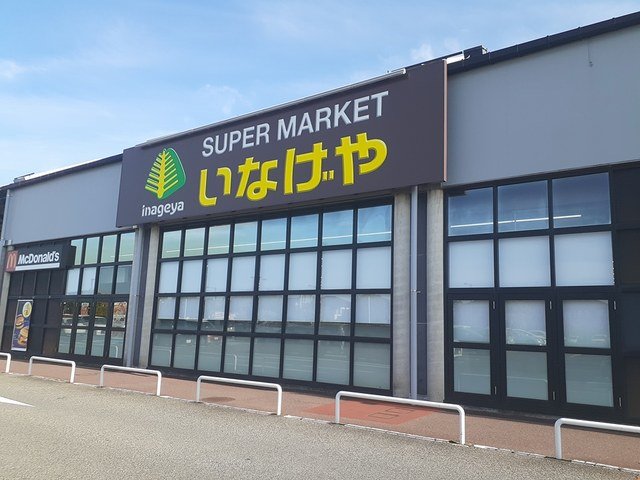 SUPER MARKET
いなげや
inageya
McDonald's